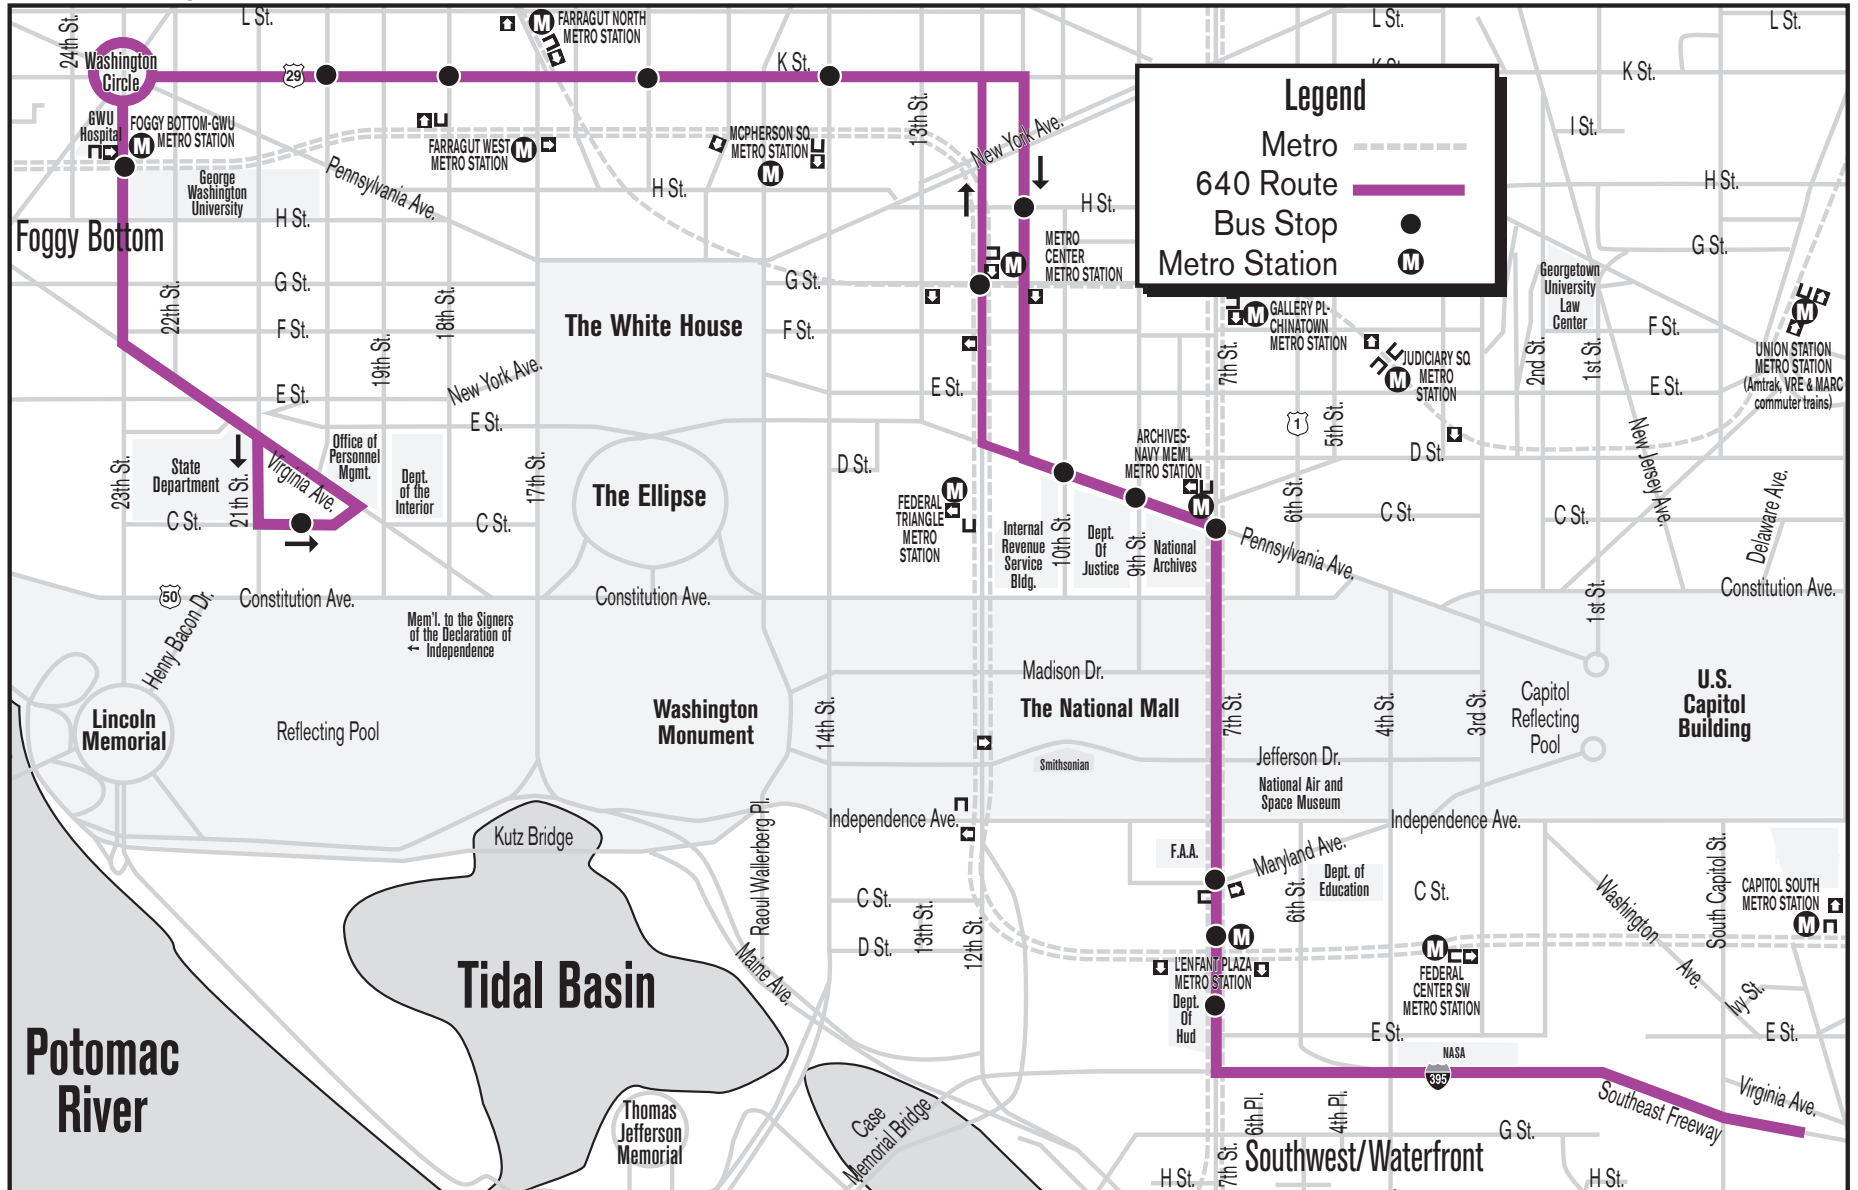 L St.
24th St.
Washington
Circle
29
FARRAGUT NORTH
METRO STATION
M
K St.
L St.
L St.
K St.
K St.
GWU
Hospital
FOGGY BOTTOM-GWU
METRO STATION
M
FARRAGUT WEST
METRO STATION
M
MCPHERSON SQ.
METRO STATION
M
13th St.
New York Ave.
Legend
Metro
640 Route
Bus Stop
Metro Station
M
I St.
H St.
G St.
George
Washington
University
Pennsylvania Ave.
H St.
H St.
H St.
Foggy Bottom
G St.
G St.
METRO
CENTER
METRO STATION
M
22th St.
F St.
19th St.
18th St.
The White House
F St.
GALLERY PL-
CHINATOWN
METRO STATION
M
7th St.
JUDICIARY SQ.
METRO
STATION
M
Georgetown
University
Law
Center
2nd St.
1st St.
F St.
M
UNION STATION
METRO STATION
(Amtrak, VRE & MARC
commuter trains)
E St.
New York Ave.
E St.
E St.
E St.
1
5th St.
New Jersey Ave.
23th St.
State
Department
21th St.
Virginia Ave.
Office of
Personnel
Mgmt.
Dept.
of the
Interior
17th St.
C St.
C St.
The Ellipse
D St.
FEDERAL
TRIANGLE
METRO
STATION
M
ARCHIVES-
NAVY MEM'L
METRO STATION
M
Internal
Revenue
Service
Bldg.
10th St.
Dept.
Of
Justice
9th St.
National
Archives
Pennsylvania Ave.
6th St.
D St.
C St.
C St.
Delaware Ave.
50
Henry Bacon Dr.
Constitution Ave.
Constitution Ave.
Constitution Ave.
1st St.
Mem'l. to the Signers
of the Declaration of
Independence
Lincoln
Memorial
Reflecting Pool
Washington
Monument
14th St.
Madison Dr.
The National Mall
7th St.
4th St.
3rd St.
Capitol
Reflecting
Pool
U.S.
Capitol
Building
Smithsonian
Jefferson Dr.
National Air and
Space Museum
Kutz Bridge
Raoul Wallerberg Pl.
Independence Ave.
Independence Ave.
F.A.A.
Maryland Ave.
Dept. of
Education
6th St.
C St.
C St.
D St.
13th St.
12th St.
Washington
Ave.
South Capitol St.
CAPITOL SOUTH
METRO STATION
M
Maine Ave.
M
L'ENFANT PLAZA
METRO STATION
Dept.
Of
Hud
M
FEDERAL
CENTER SW
METRO STATION
Ivy St.
E St.
E St.
Tidal Basin
Potomac
River
NASA
395
Southeast Freeway
Virginia Ave.
Thomas
Jefferson
Memorial
Case
Memorial Bridge
6th Pl.
4th Pl.
G St.
7th St.
Southwest/Waterfront
H St.
H St.